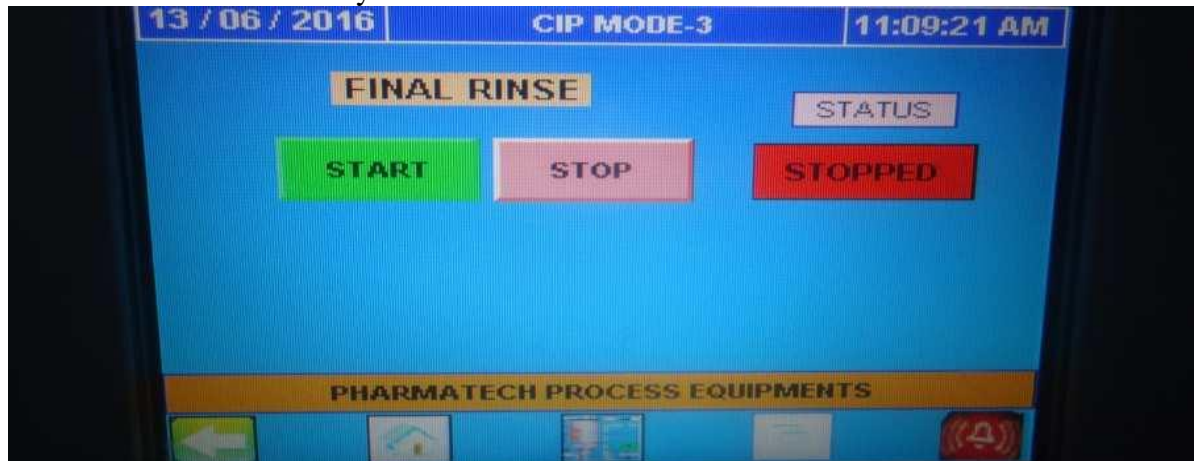 13 / 06 / 2016 CIP MODE-3 11:09:21 AM
FINAL RINSE
STATUS
START STOP STOPPED
PHARMATECH PROCESS EQUIPMENTS